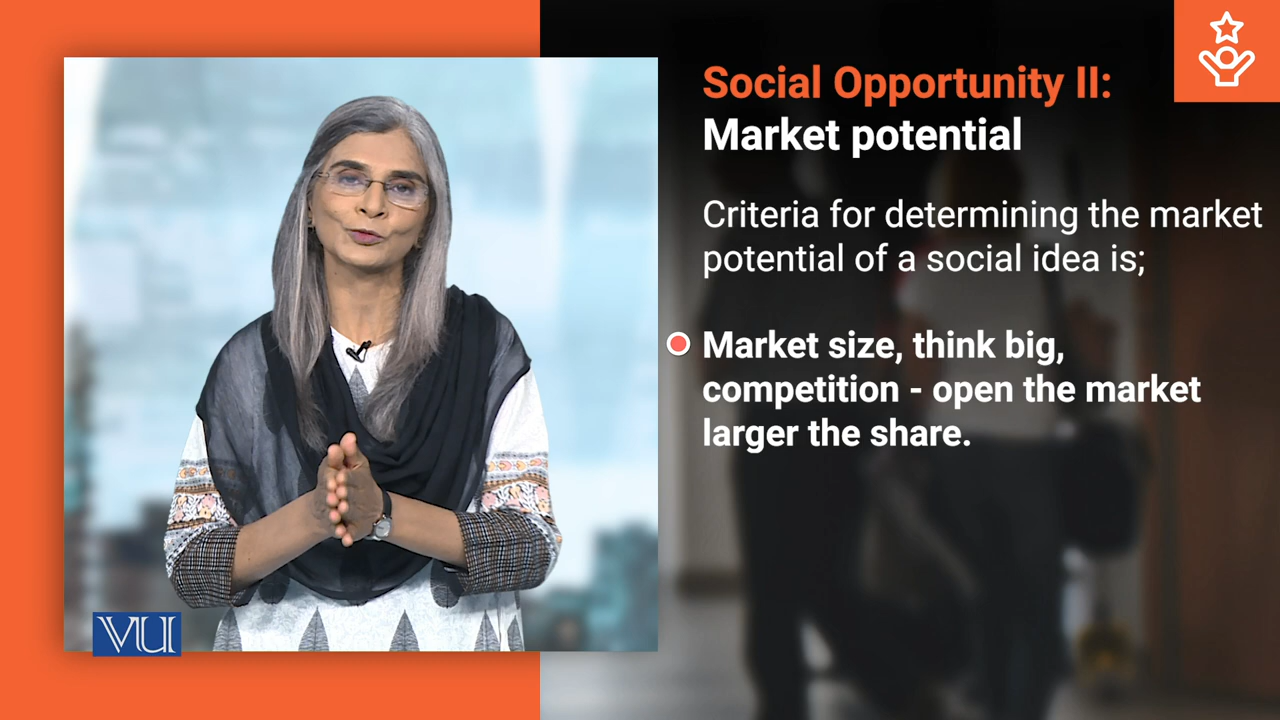 Social Opportunity II:
Market potential
Criteria for determining the market
potential of a social idea is;
Market size, think big,
competition - open the market
larger the share.
VU